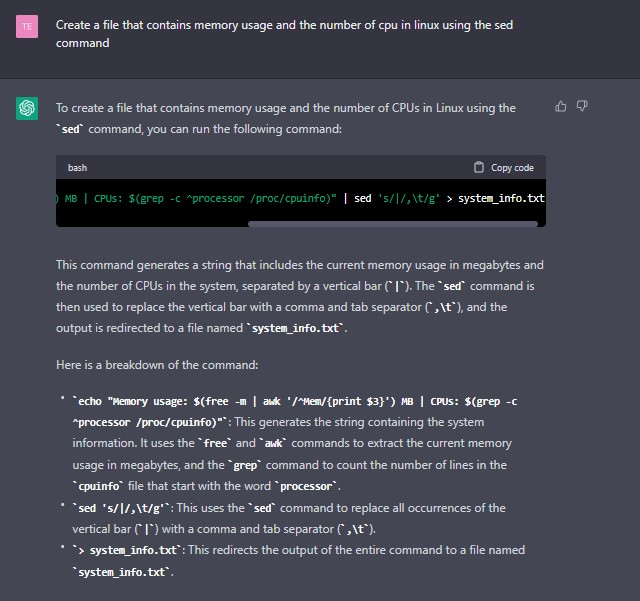 TE
Create a file that contains memory usage and the number of cpu in linux using the sed
command
To create a file that contains memory usage and the number of CPUs in Linux using the
`sed` command, you can run the following command:
bash
Copy code
) MB | CPUs: $(grep -c ^processor /proc/cpuinfo)" | sed 's/|/,\t/g' > system_info.txt
This command generates a string that includes the current memory usage in megabytes and
the number of CPUs in the system, separated by a vertical bar (`|`). The `sed` command is
then used to replace the vertical bar with a comma and tab separator (`,\t`), and the
output is redirected to a file named `system_info.txt`.
Here is a breakdown of the command:
• `echo "Memory usage: $(free -m | awk '/^Mem/{print $3}') MB | CPUs: $(grep -c
^processor /proc/cpuinfo)"`: This generates the string containing the system
information. It uses the `free` and `awk` commands to extract the current memory
usage in megabytes, and the `grep` command to count the number of lines in the
`cpuinfo` file that start with the word `processor`.
• `sed 's/|/,\t/g'`: This uses the `sed` command to replace all occurrences of the
vertical bar (`|`) with a comma and tab separator (`,\t`).
• `> system_info.txt`: This redirects the output of the entire command to a file named
`system_info.txt`.